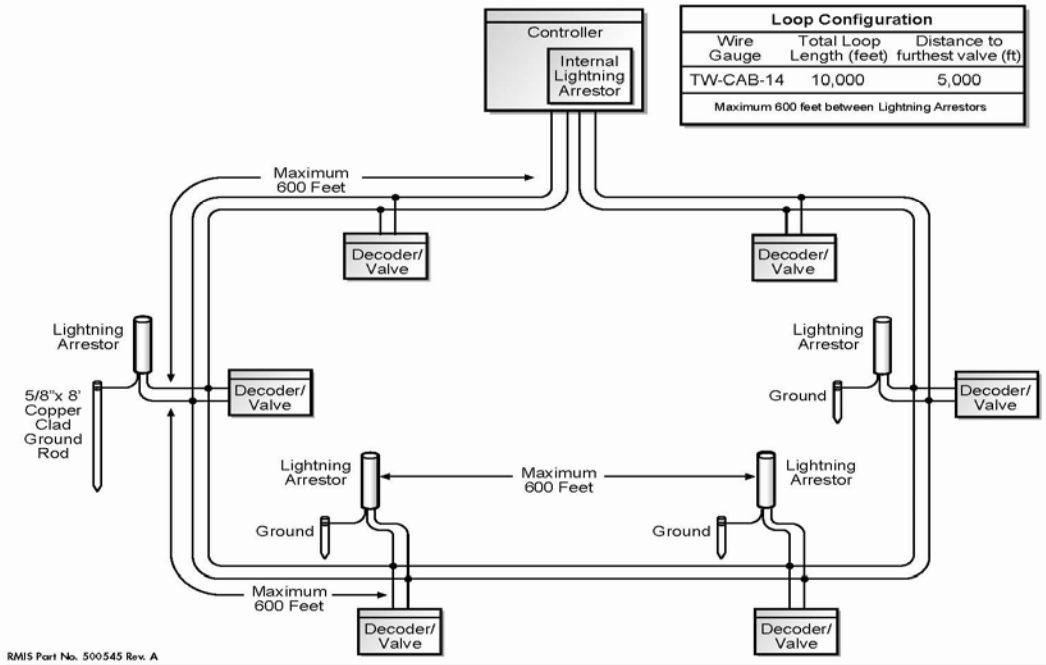 Controller
Internal
Lightning
Arrestor
Loop Configuration
Wire Gauge Total Loop Length (feet) Distance to furthest valve (ft)
TW-CAB-14 10,000 5,000
Maximum 600 feet between Lightning Arrestors
Maximum
600 Feet
Decoder/
Valve
Decoder/
Valve
Lightning
Arrestor
5/8"x 8'
Copper
Clad
Ground
Rod
Decoder/
Valve
Lightning
Arrestor
Ground
Decoder/
Valve
Lightning
Arrestor
Ground
Maximum
600 Feet
Lightning
Arrestor
Ground
Maximum
600 Feet
Decoder/
Valve
Decoder/
Valve
RMIS Part No. 500545 Rev. A